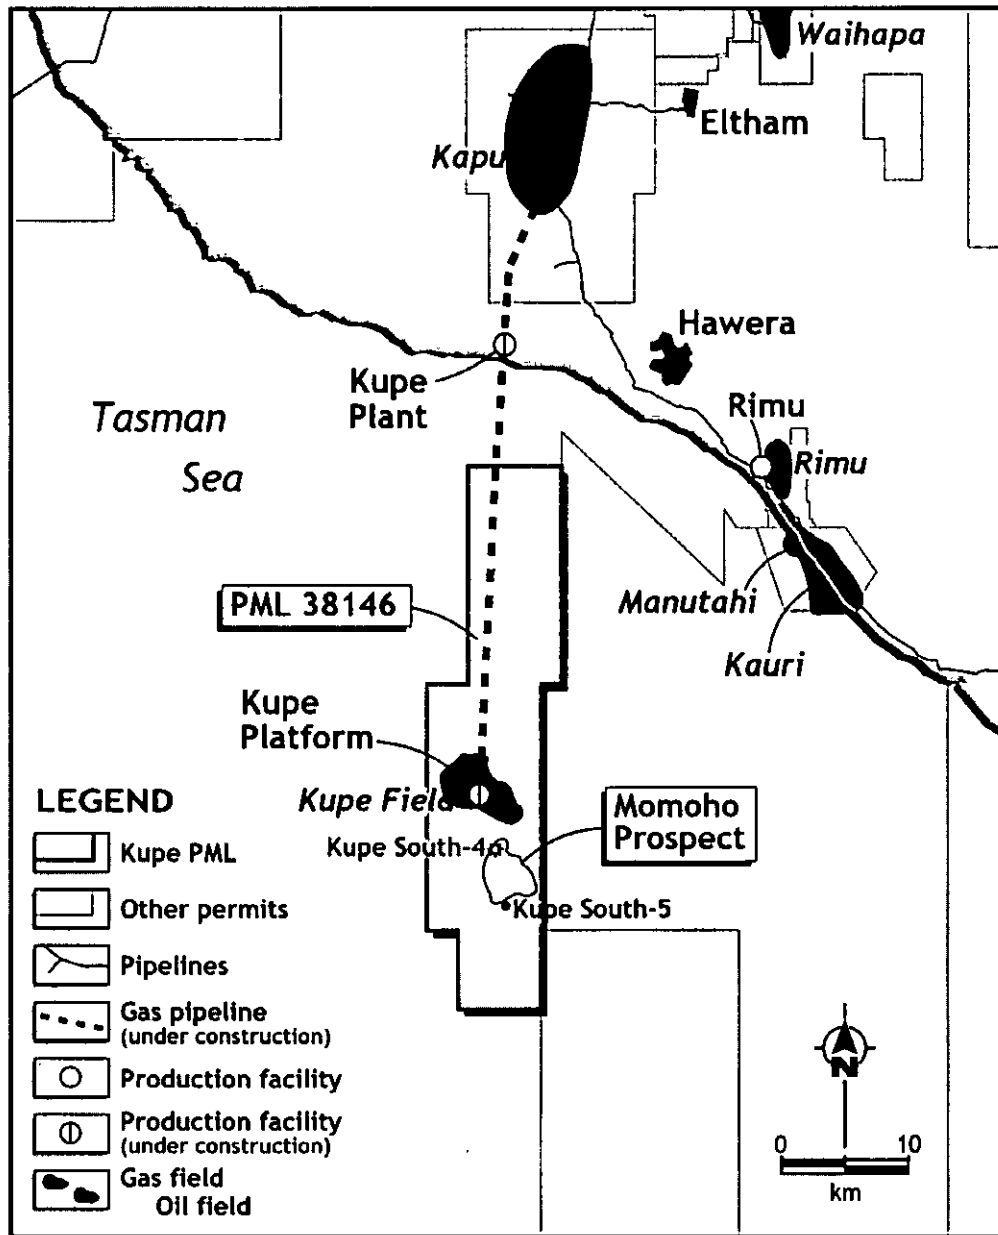 Waihapa
Eltham
Kapu
Hawera
Kupe
Plant
Tasman
Sea
Rimu
Rimu
PML 38146
Manutahi
Kauri
Kupe
Platform
Kupe Field
Momoho
Prospect
Kupe South-4
Kupe South-5
LEGEND
Kupe PML
Other permits
Pipelines
Gas pipeline
(under construction)
Production facility
Production facility
(under construction)
Gas field
Oil field
N
0 10
km